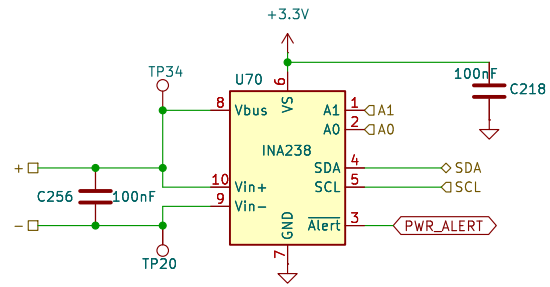 +3.3V
TP34
U70
100nF
C218
6
VS
8
Vbus
A1
1
A1
A0
2
A0
INA238
+
10
Vin+
SDA
4
SDA
C256
100nF
9
Vin-
SCL
5
SCL
-
GND
Alert
3
PWR_ALERT
7
TP20